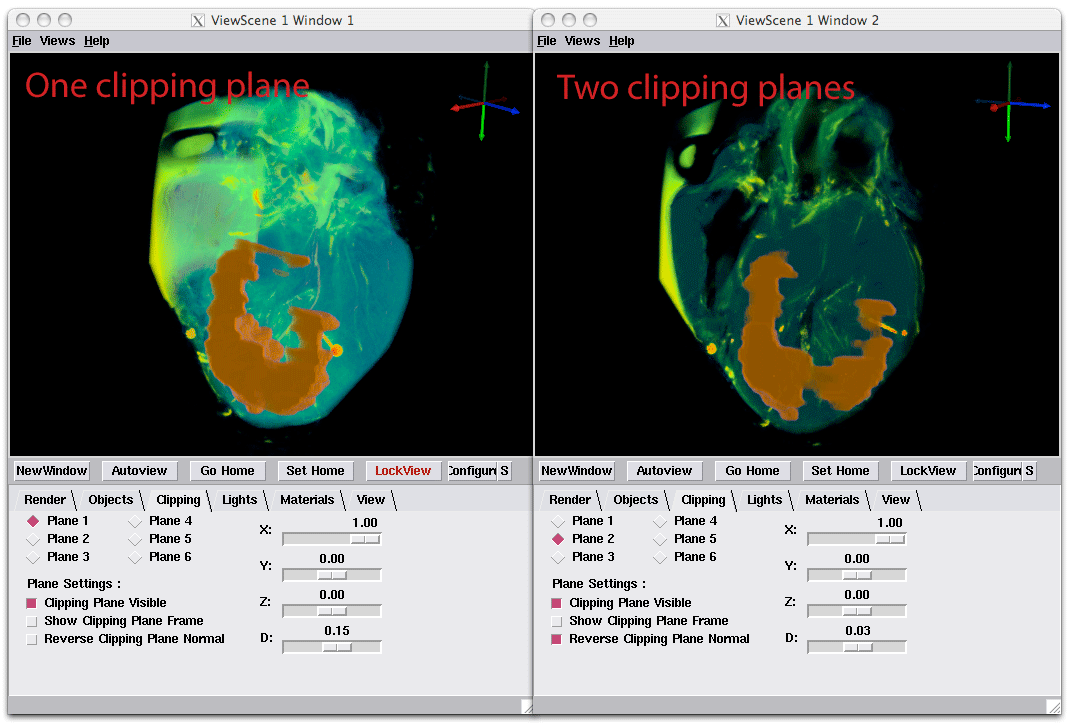 X ViewScene 1 Window 1
File Views Help
One clipping plane
NewWindow Autoview Go Home Set Home LockView Configure S
Render Objects Clipping Lights Materials View
Plane 1 Plane 4
Plane 2 Plane 5
Plane 3 Plane 6
Plane Settings :
Clipping Plane Visible
Show Clipping Plane Frame
Reverse Clipping Plane Normal
X: 1.00
Y: 0.00
Z: 0.00
D: 0.15
X ViewScene 1 Window 2
File Views Help
Two clipping planes
NewWindow Autoview Go Home Set Home LockView Configure S
Render Objects Clipping Lights Materials View
Plane 1 Plane 4
Plane 2 Plane 5
Plane 3 Plane 6
Plane Settings :
Clipping Plane Visible
Show Clipping Plane Frame
Reverse Clipping Plane Normal
X: 1.00
Y: 0.00
Z: 0.00
D: 0.03